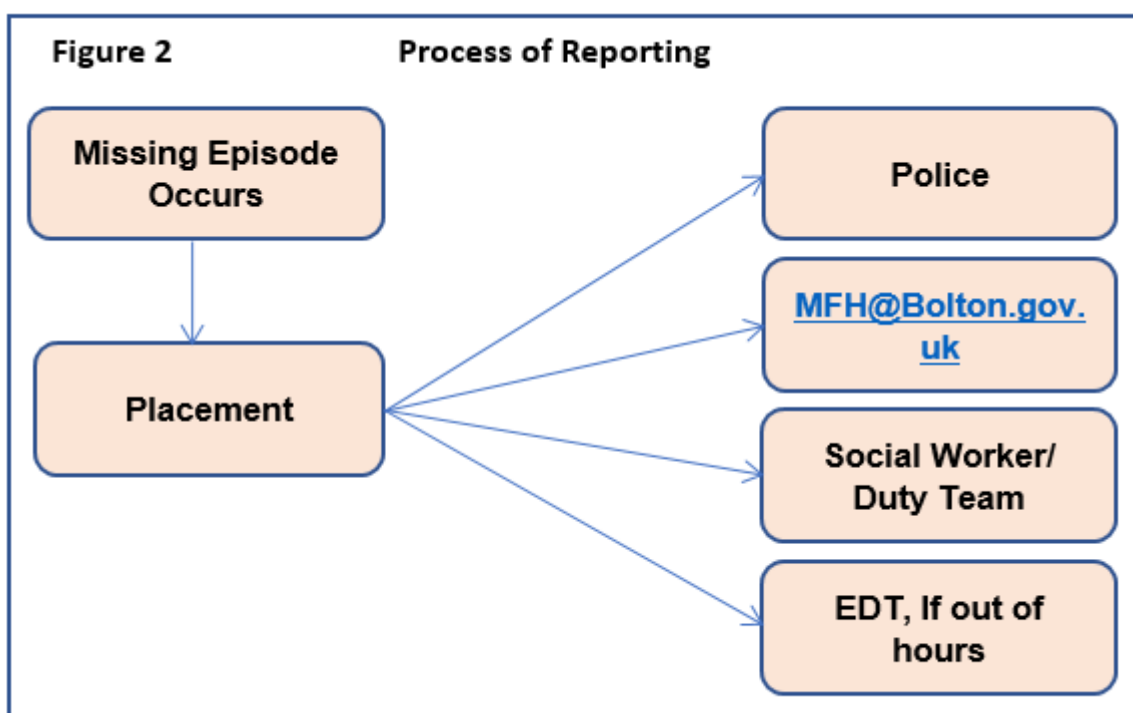 Figure 2 Process of Reporting
Missing Episode
Occurs
Placement
Police
MFH@Bolton.gov.
uk
Social Worker/
Duty Team
EDT, If out of
hours